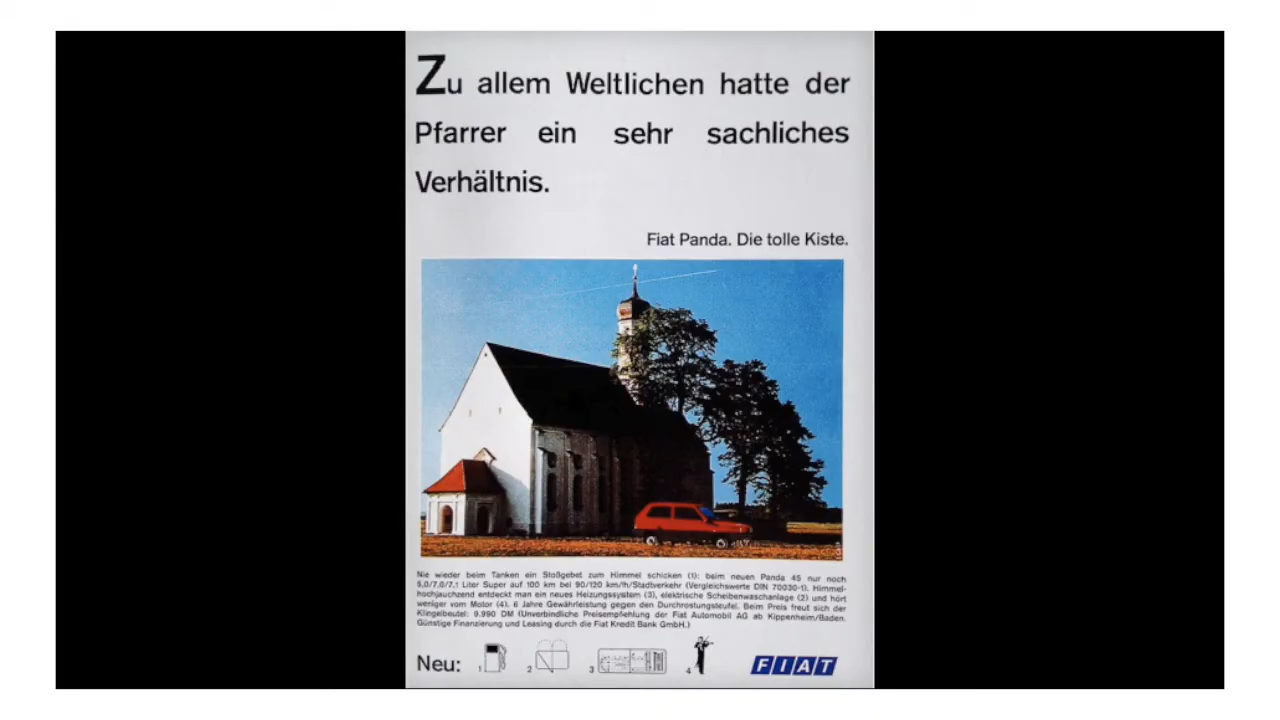 Zu allem Weltlichen hatte der
Pfarrer ein sehr sachliches
Verhältnis.
Fiat Panda. Die tolle Kiste.
Nie wieder beim Tanken ein Stoßgebet zum Himmel schicken (1): beim neuen Panda 45 nur noch
5,0/7,0/7,1 Liter Super auf 100 km bei 90/120 km/h/Stadtverkehr (Vergleichswerte DIN 70030-1). Himmel-
hochjauchzend entdeckt man ein neues Heizungssystem (3), elektrische Scheibenwaschanlage (2) und hört
weniger vom Motor (4). 6 Jahre Gewährleistung gegen den Durchrostungsteufel. Beim Preis freut sich der
Klingelbeutel: 9.990 DM (Unverbindliche Preisempfehlung der Fiat Automobil AG ab Kippenheim/Baden.
Günstige Finanzierung und Leasing durch die Fiat Kredit Bank GmbH.)
Neu: 1 2 3 4 FIAT